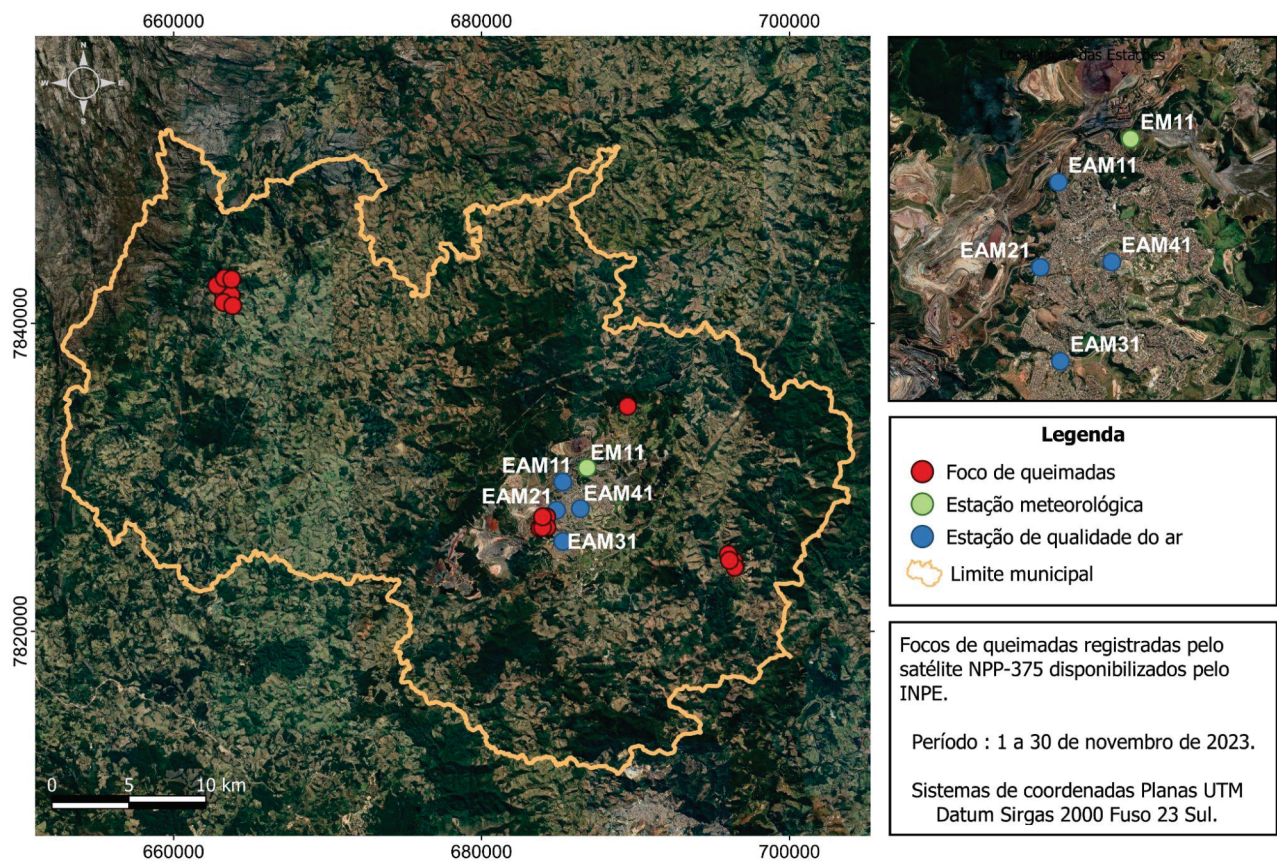 660000
680000
700000
N
W
E
S
7840000
7820000
EM11
EAM11
EAM21
EAM41
EAM31
0
5
10 km
660000
680000
700000
Localização das Estações
EM11
EAM11
EAM21
EAM41
EAM31
Legenda
Foco de queimadas
Estação meteorológica
Estação de qualidade do ar
Limite municipal
Focos de queimadas registradas pelo
satélite NPP-375 disponibilizados pelo
INPE.
Período : 1 a 30 de novembro de 2023.
Sistemas de coordenadas Planas UTM
Datum Sirgas 2000 Fuso 23 Sul.